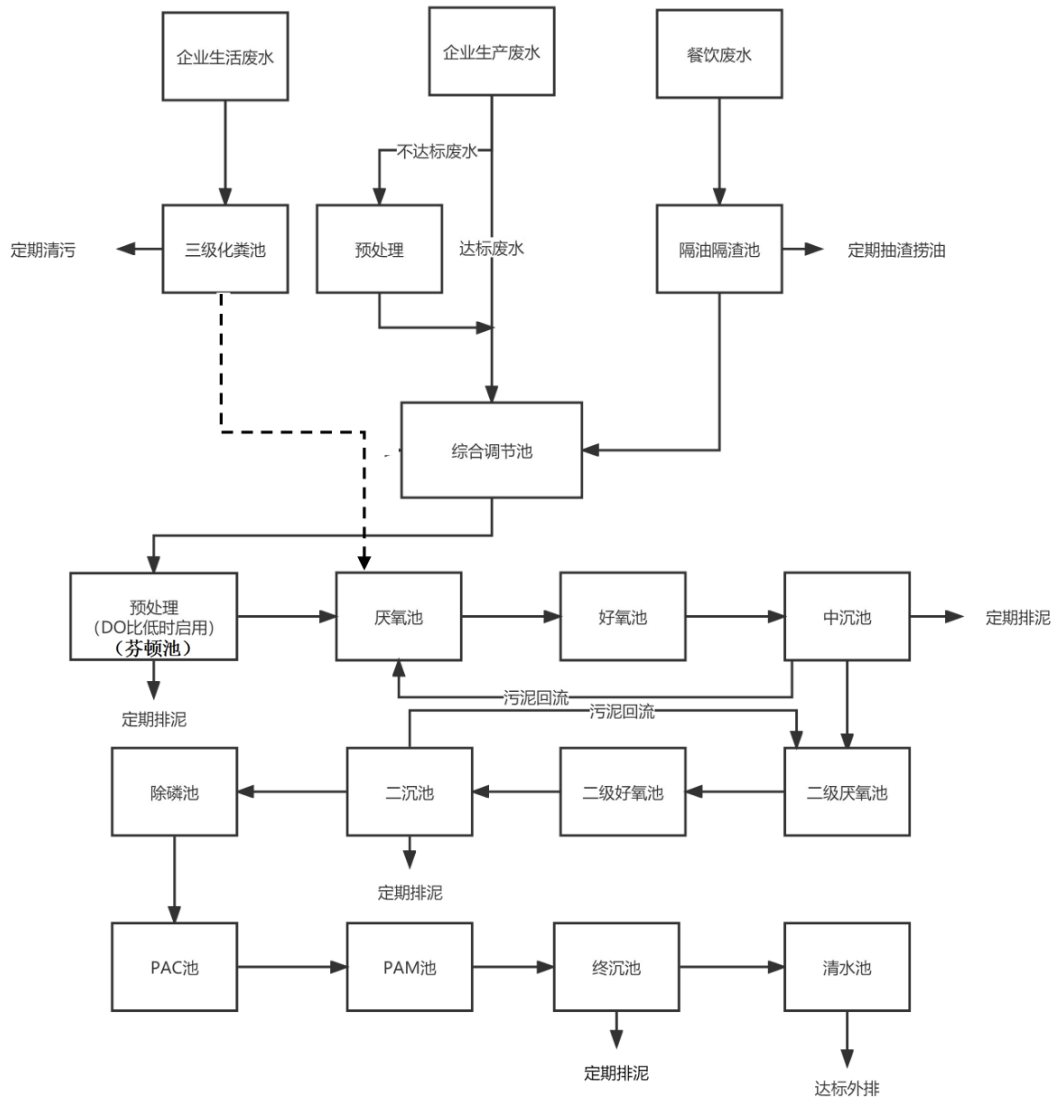 企业生活废水
企业生产废水
餐饮废水
不达标废水
定期清污
三级化粪池
预处理
达标废水
隔油隔渣池
定期抽渣捞油
综合调节池
预处理
（DO比低时启用）
（芬顿池）
厌氧池
好氧池
中沉池
定期排泥
定期排泥
污泥回流
污泥回流
除磷池
二沉池
二级好氧池
二级厌氧池
定期排泥
PAC池
PAM池
终沉池
清水池
定期排泥
达标外排